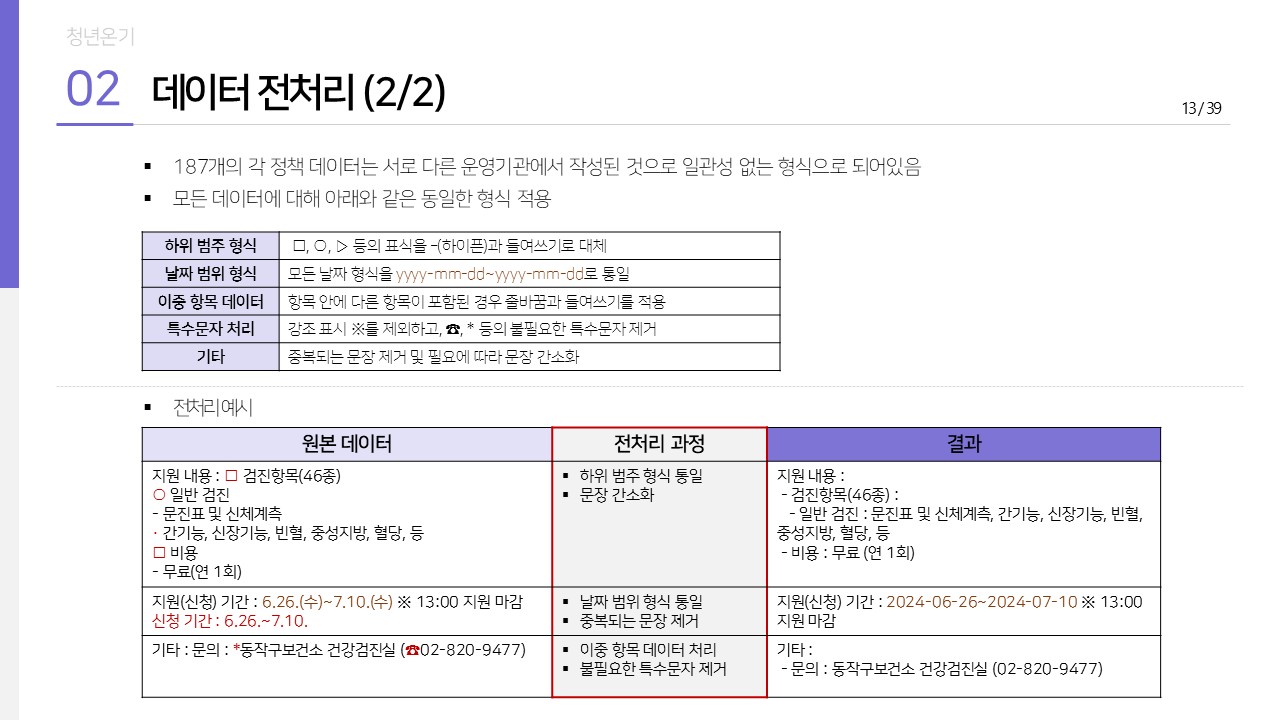 청년온기
02 데이터 전처리 (2/2)
13 / 39
▪ 187개의 각 정책 데이터는 서로 다른 운영기관에서 작성된 것으로 일관성 없는 형식으로 되어있음
▪ 모든 데이터에 대해 아래와 같은 동일한 형식 적용
하위 범주 형식 □, ○, ▷ 등의 표식을 -(하이픈)과 들여쓰기로 대체
날짜 범위 형식 모든 날짜 형식을 yyyy-mm-dd~yyyy-mm-dd로 통일
이중 항목 데이터 항목 안에 다른 항목이 포함된 경우 줄바꿈과 들여쓰기를 적용
특수문자 처리 강조 표시 ※를 제외하고, ☎, * 등의 불필요한 특수문자 제거
기타 중복되는 문장 제거 및 필요에 따라 문장 간소화
▪ 전처리예시
원본 데이터 전처리 과정 결과
지원 내용 : □ 검진항목(46종)
○ 일반 검진
- 문진표 및 신체계측
· 간기능, 신장기능, 빈혈, 중성지방, 혈당, 등
□ 비용
- 무료(연 1회)
▪ 하위 범주 형식 통일
▪ 문장 간소화
지원 내용 :
- 검진항목(46종) :
- 일반 검진 : 문진표 및 신체계측, 간기능, 신장기능, 빈혈,
중성지방, 혈당, 등
- 비용 : 무료 (연 1회)
지원(신청) 기간 : 6.26.(수)~7.10.(수) ※ 13:00 지원 마감
신청 기간 : 6.26.~7.10.
▪ 날짜 범위 형식 통일
▪ 중복되는 문장 제거
지원(신청) 기간 : 2024-06-26~2024-07-10 ※ 13:00
지원 마감
기타 : 문의 : *동작구보건소 건강검진실 (☎02-820-9477)
▪ 이중 항목 데이터 처리
▪ 불필요한 특수문자 제거
기타 :
- 문의 : 동작구보건소 건강검진실 (02-820-9477)